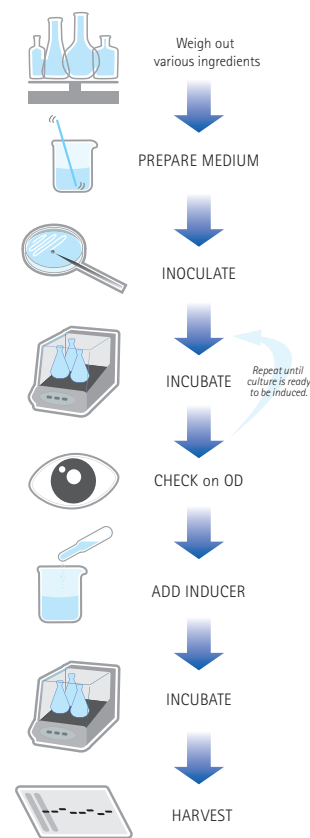 Weigh out
various ingredients
PREPARE MEDIUM
INOCULATE
INCUBATE
Repeat until
culture is ready
to be induced.
CHECK on OD
ADD INDUCER
INCUBATE
HARVEST